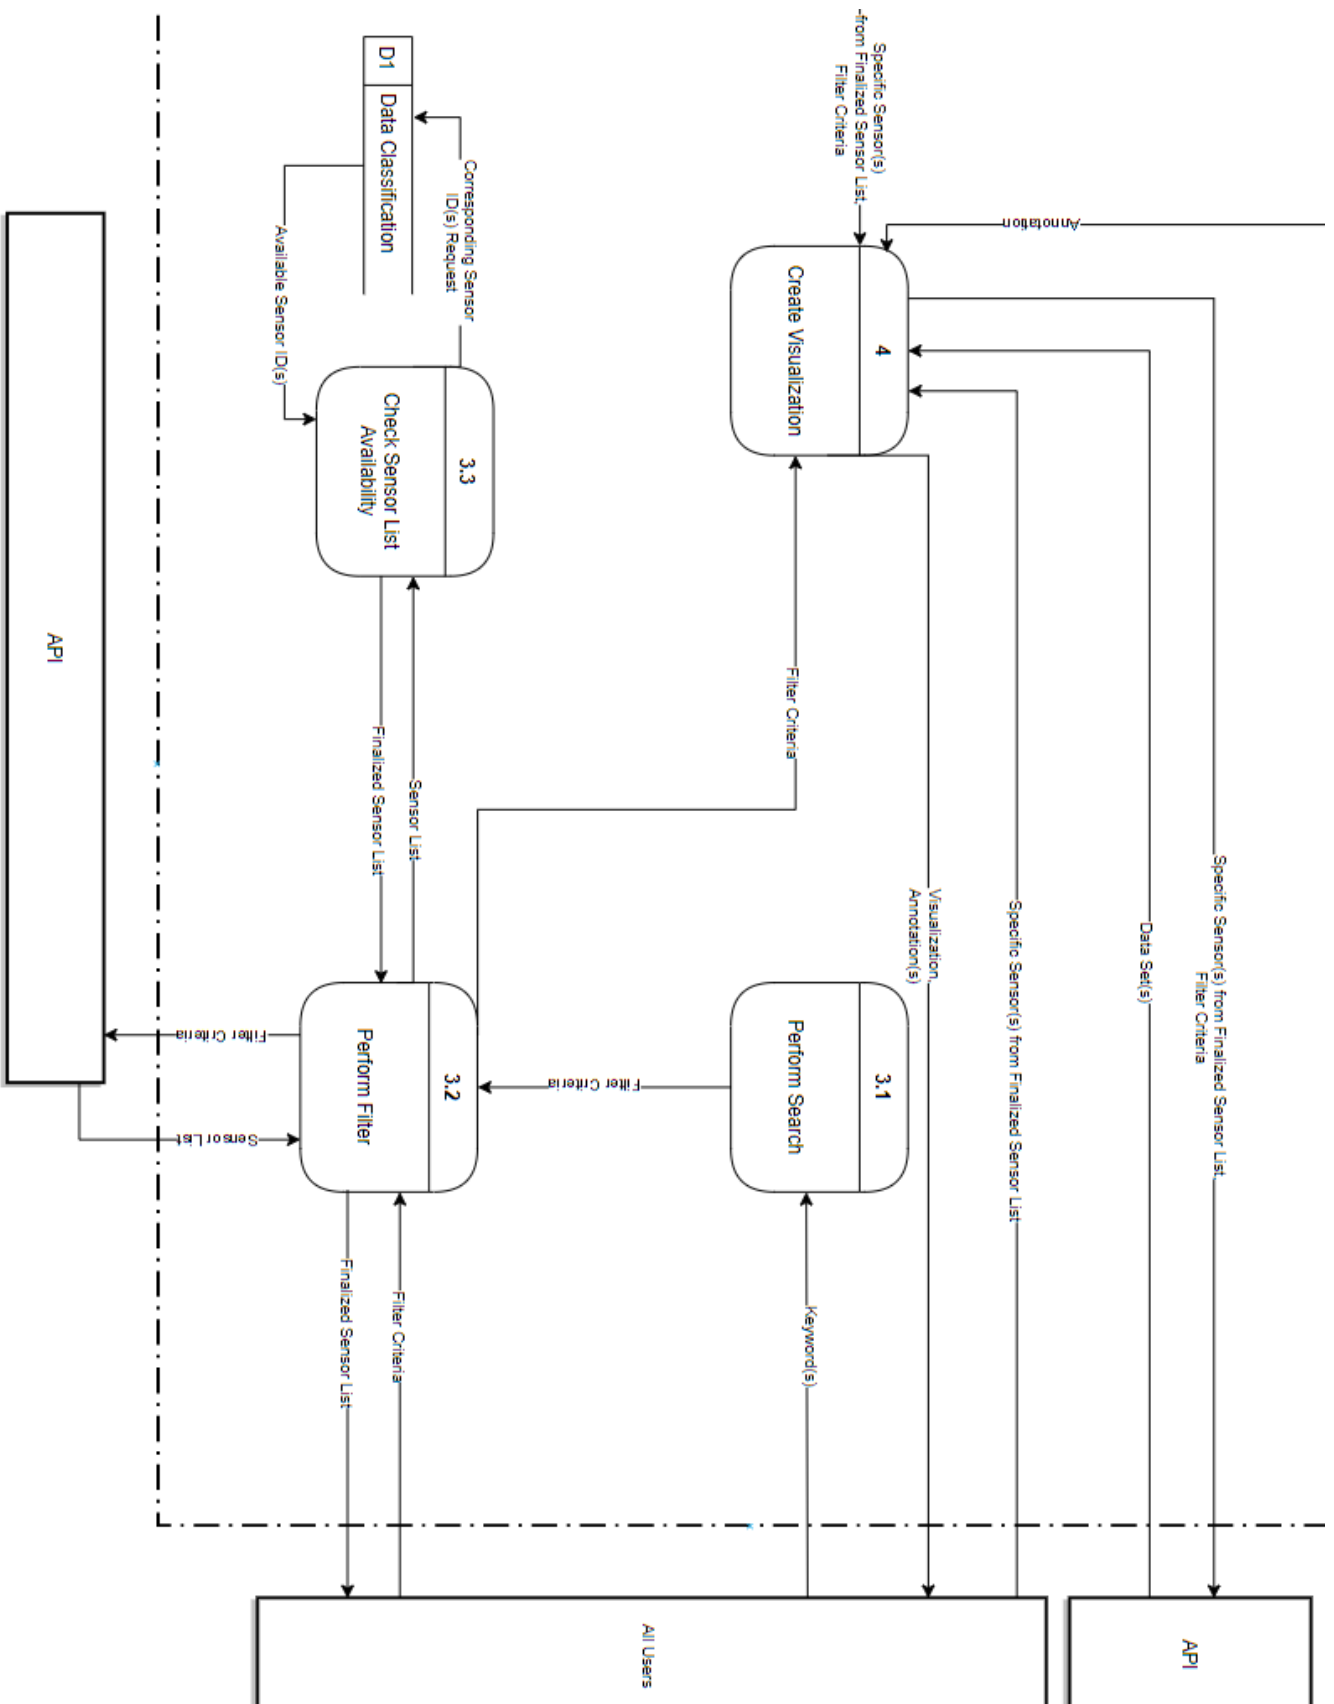 D1
Data Classification
Corresponding Sensor
ID(s) Request
Available Sensor ID(s)
3.3
Check Sensor List
Availability
Specific Sensor(s)
from Finalized Sensor List,
Filter Criteria
Annotation
4
Create Visualization
Filter Criteria
Finalized Sensor List
Sensor List
Visualization,
Annotation(s)
Specific Sensor(s) from Finalized Sensor List
Data Set(s)
Specific Sensor(s) from Finalized Sensor List,
Filter Criteria
API
3.2
Perform Filter
Filter Criteria
Sensor List
Filter Criteria
3.1
Perform Search
Finalized Sensor List
Filter Criteria
Keyword(s)
All Users
API